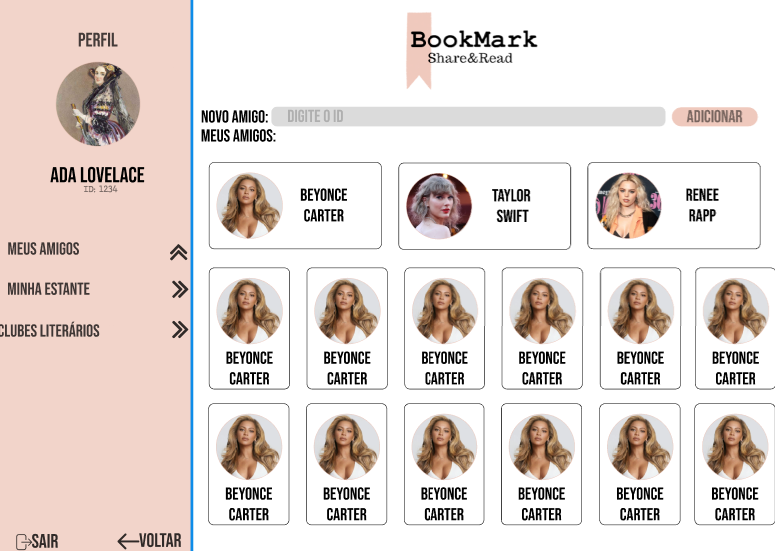 PERFIL
ADA LOVELACE
ID: 1234
MEUS AMIGOS
MINHA ESTANTE
CLUBES LITERÁRIOS
SAIR
VOLTAR
BookMark
Share&Read
NOVO AMIGO: DIGITE O ID ADICIONAR
MEUS AMIGOS:
BEYONCE
CARTER
TAYLOR
SWIFT
RENEE
RAPP
BEYONCE
CARTER
BEYONCE
CARTER
BEYONCE
CARTER
BEYONCE
CARTER
BEYONCE
CARTER
BEYONCE
CARTER
BEYONCE
CARTER
BEYONCE
CARTER
BEYONCE
CARTER
BEYONCE
CARTER
BEYONCE
CARTER
BEYONCE
CARTER